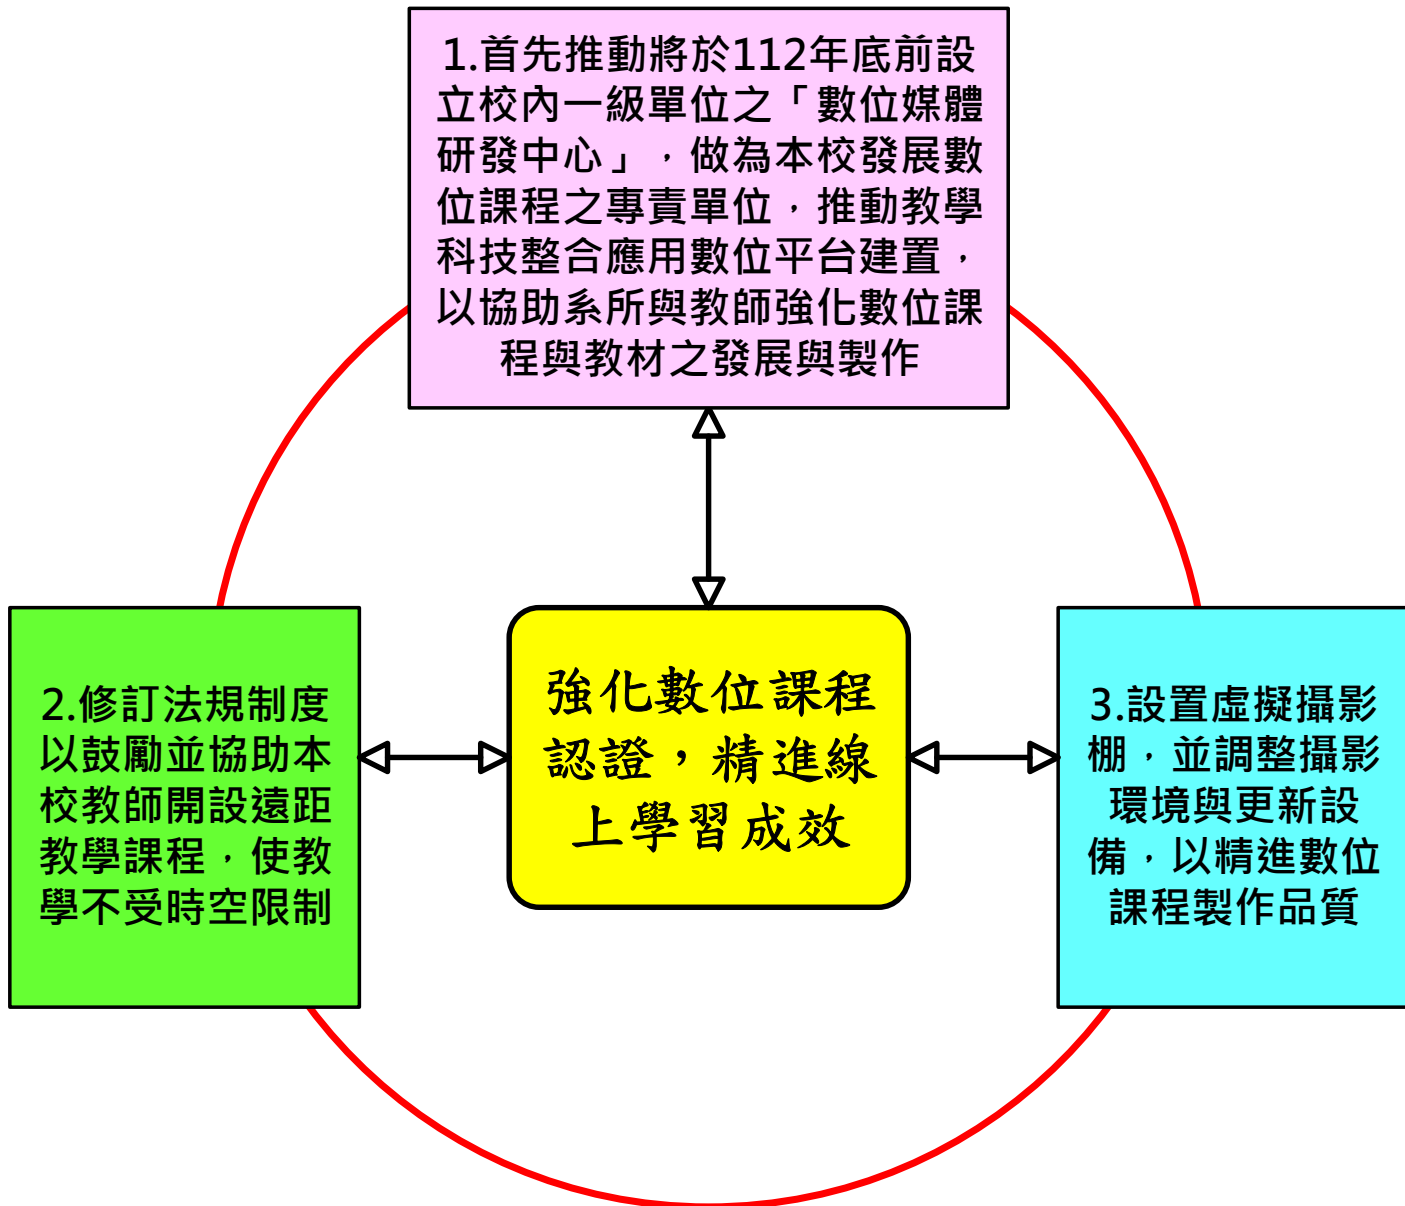 1.首先推動將於112年底前設
立校內一級單位之「數位媒體
研發中心」，做為本校發展數
位課程之專責單位，推動教學
科技整合應用數位平台建置，
以協助系所與教師強化數位課
程與教材之發展與製作
2.修訂法規制度
以鼓勵並協助本
校教師開設遠距
教學課程，使教
學不受時空限制
強化數位課程
認證，精進線
上學習成效
3.設置虛擬攝影
棚，並調整攝影
環境與更新設
備，以精進數位
課程製作品質